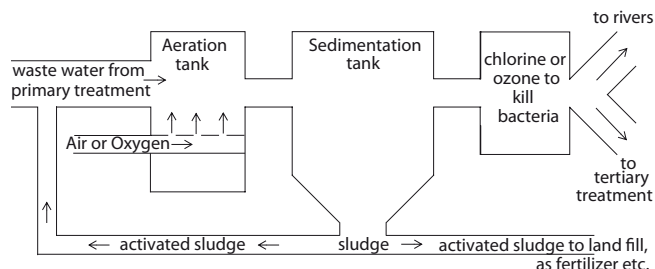 to rivers
Aeration
tank
Sedimentation
tank
chlorine or
ozone to
kill
bacteria
waste water from
primary treatment
Air or Oxygen
to
tertiary
treatment
activated sludge
sludge
activated sludge to land fill,
as fertilizer etc.